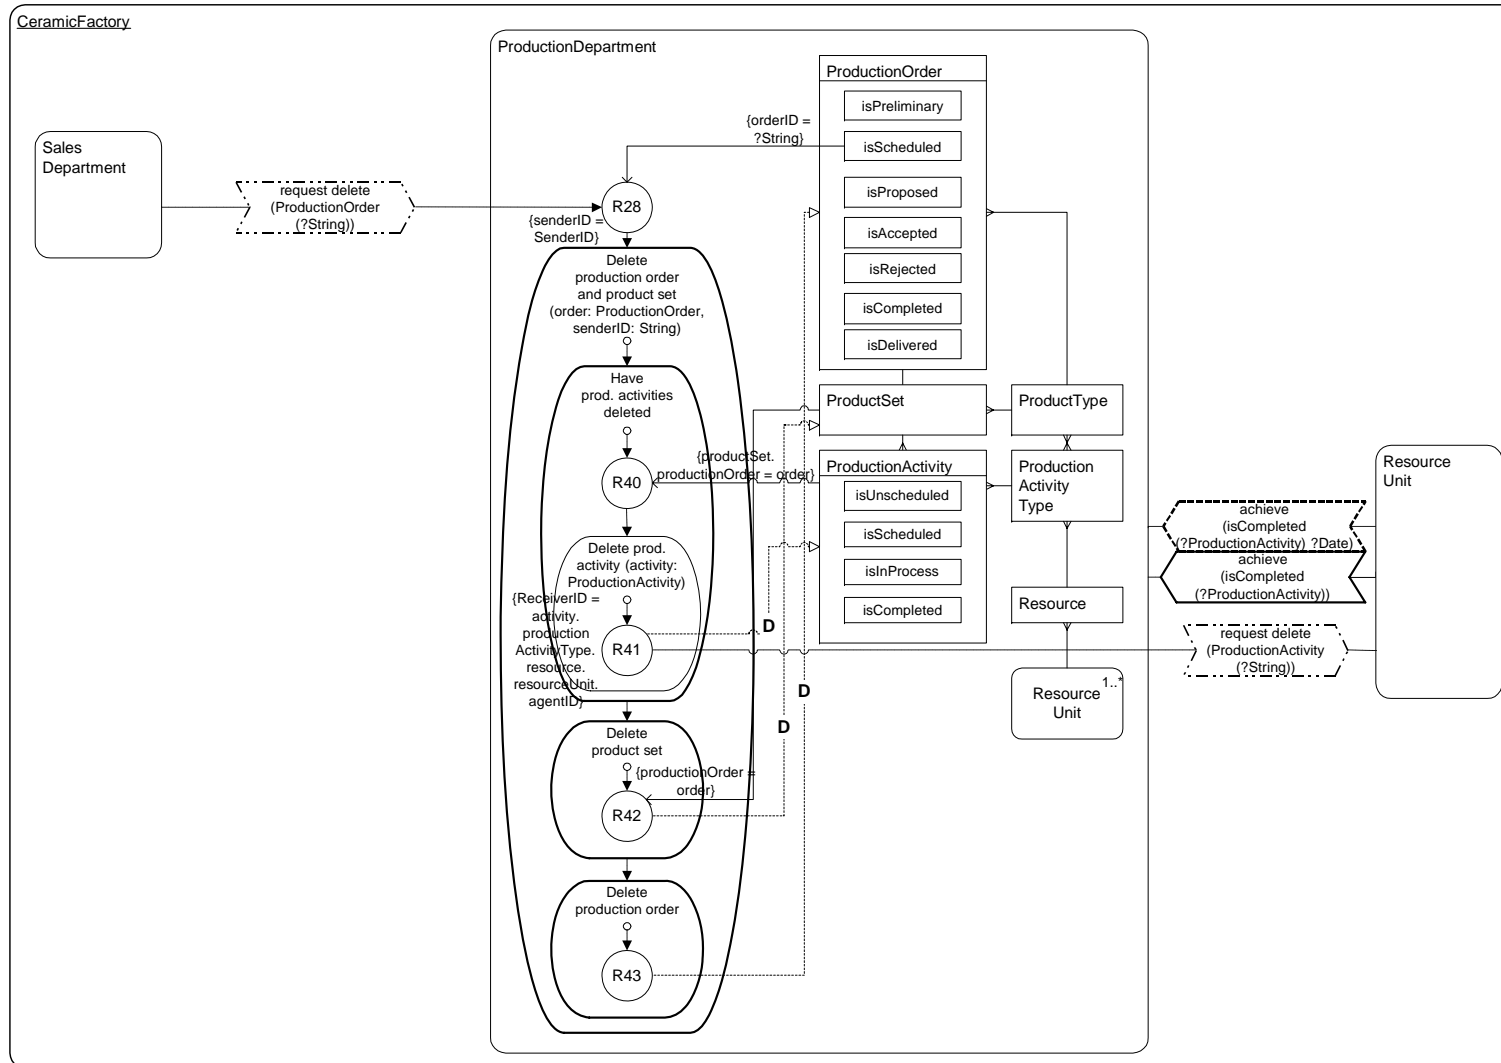 CeramicFactory
ProductionDepartment
Sales
Department
request delete
(ProductionOrder
(?String))
{orderID =
?String}
R28
{senderID =
SenderID}
ProductionOrder
isPreliminary
isScheduled
isProposed
isAccepted
isRejected
isCompleted
isDelivered
Delete
production order
and product set
(order: ProductionOrder,
senderID: String)
Have
prod. activities
deleted
R40
{productSet.
productionOrder = order}
ProductSet
ProductType
ProductionActivity
isUnscheduled
isScheduled
isInProcess
isCompleted
Production
Activity
Type
Resource
Resource
Unit
1..*
Delete prod.
activity (activity:
ProductionActivity)
{ReceiverID =
activity.
production
ActivityType.
resource.
resourceUnit.
agentID}
R41
D
D
D
Delete
product set
{productionOrder =
order}
R42
Delete
production order
R43
Resource
Unit
achieve
(isCompleted
(?ProductionActivity) ?Date)
achieve
(isCompleted
(?ProductionActivity))
request delete
(ProductionActivity
(?String))